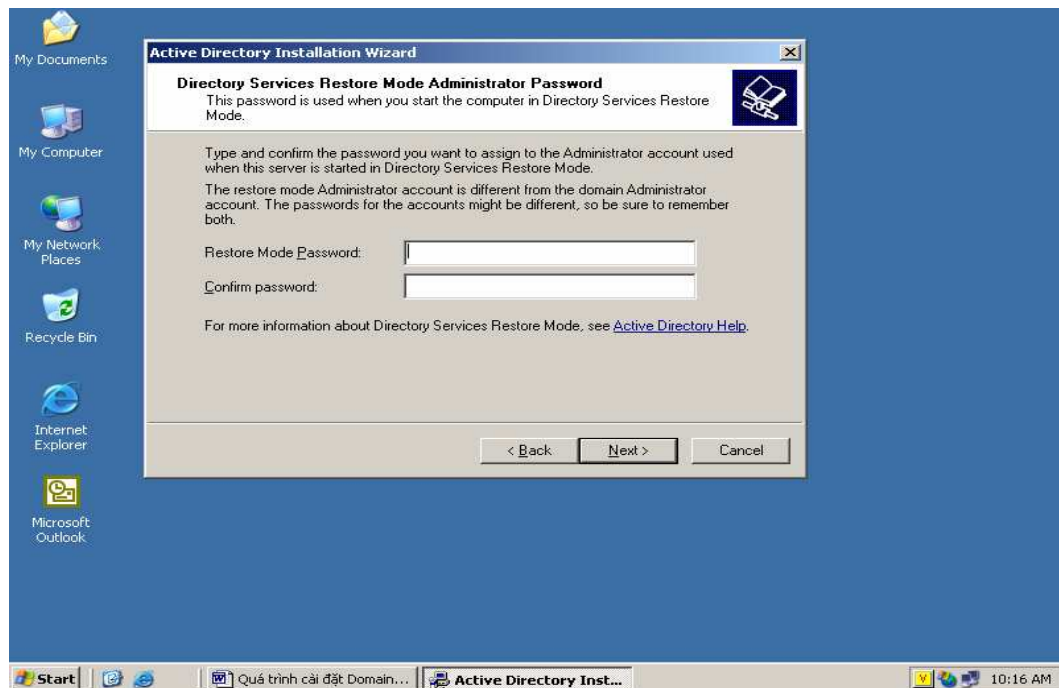 My Documents
My Computer
My Network
Places
Recycle Bin
Internet
Explorer
Microsoft
Outlook
Active Directory Installation Wizard
Directory Services Restore Mode Administrator Password
This password is used when you start the computer in Directory Services Restore
Mode.
Type and confirm the password you want to assign to the Administrator account used
when this server is started in Directory Services Restore Mode.
The restore mode Administrator account is different from the domain Administrator
account. The passwords for the accounts might be different, so be sure to remember
both.
Restore Mode Password:
Confirm password:
For more information about Directory Services Restore Mode, see Active Directory Help.
< Back
Next >
Cancel
Start
Quá trình cài đặt Domain...
Active Directory Inst...
V
10:16 AM